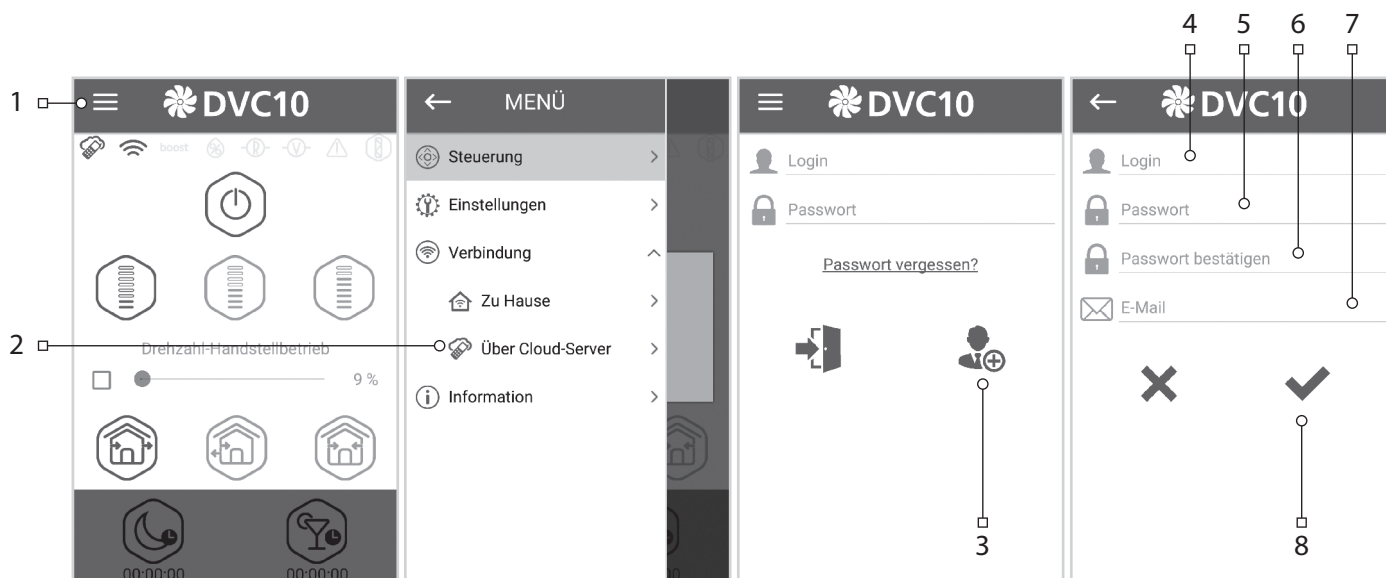 4 5 6 7
1
DVC10
boost
R
V
Drehzahl-Handstellbetrieb
9 %
00:00:00 00:00:00
MENÜ
Steuerung
Einstellungen
Verbindung
Zu Hause
2
Über Cloud-Server
Information
DVC10
Login
Passwort
Passwort vergessen?
3
DVC10
Login
Passwort
Passwort bestätigen
E-Mail
8